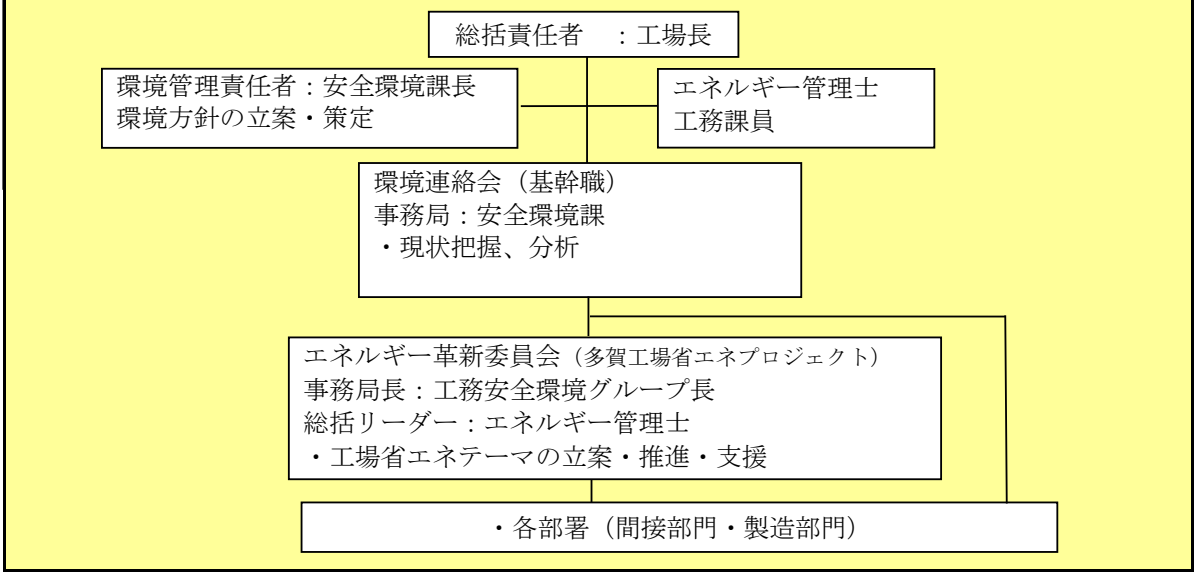 総括責任者　：工場長
環境管理責任者：安全環境課長
環境方針の立案・策定
エネルギー管理士
工務課員
環境連絡会（基幹職）
事務局：安全環境課
・現状把握、分析
エネルギー革新委員会（多賀工場省エネプロジェクト）
事務局長：工務安全環境グループ長
総括リーダー：エネルギー管理士
・工場省エネテーマの立案・推進・支援
・各部署（間接部門・製造部門）